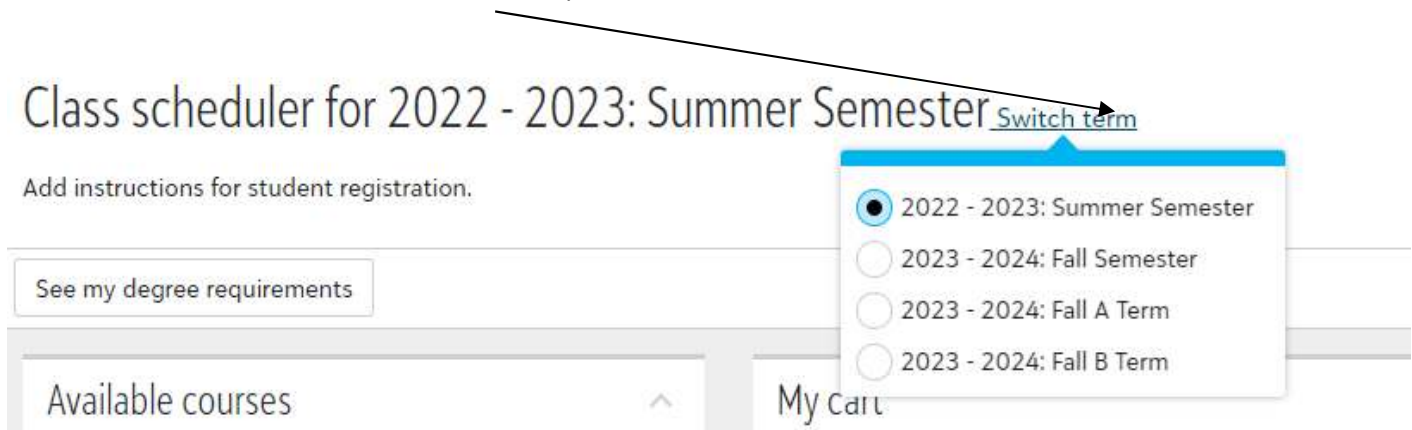 Class scheduler for 2022 - 2023: Summer Semester Switch term
Add instructions for student registration.
2022 - 2023: Summer Semester
2023 - 2024: Fall Semester
2023 - 2024: Fall A Term
2023 - 2024: Fall B Term
See my degree requirements
Available courses
My cart